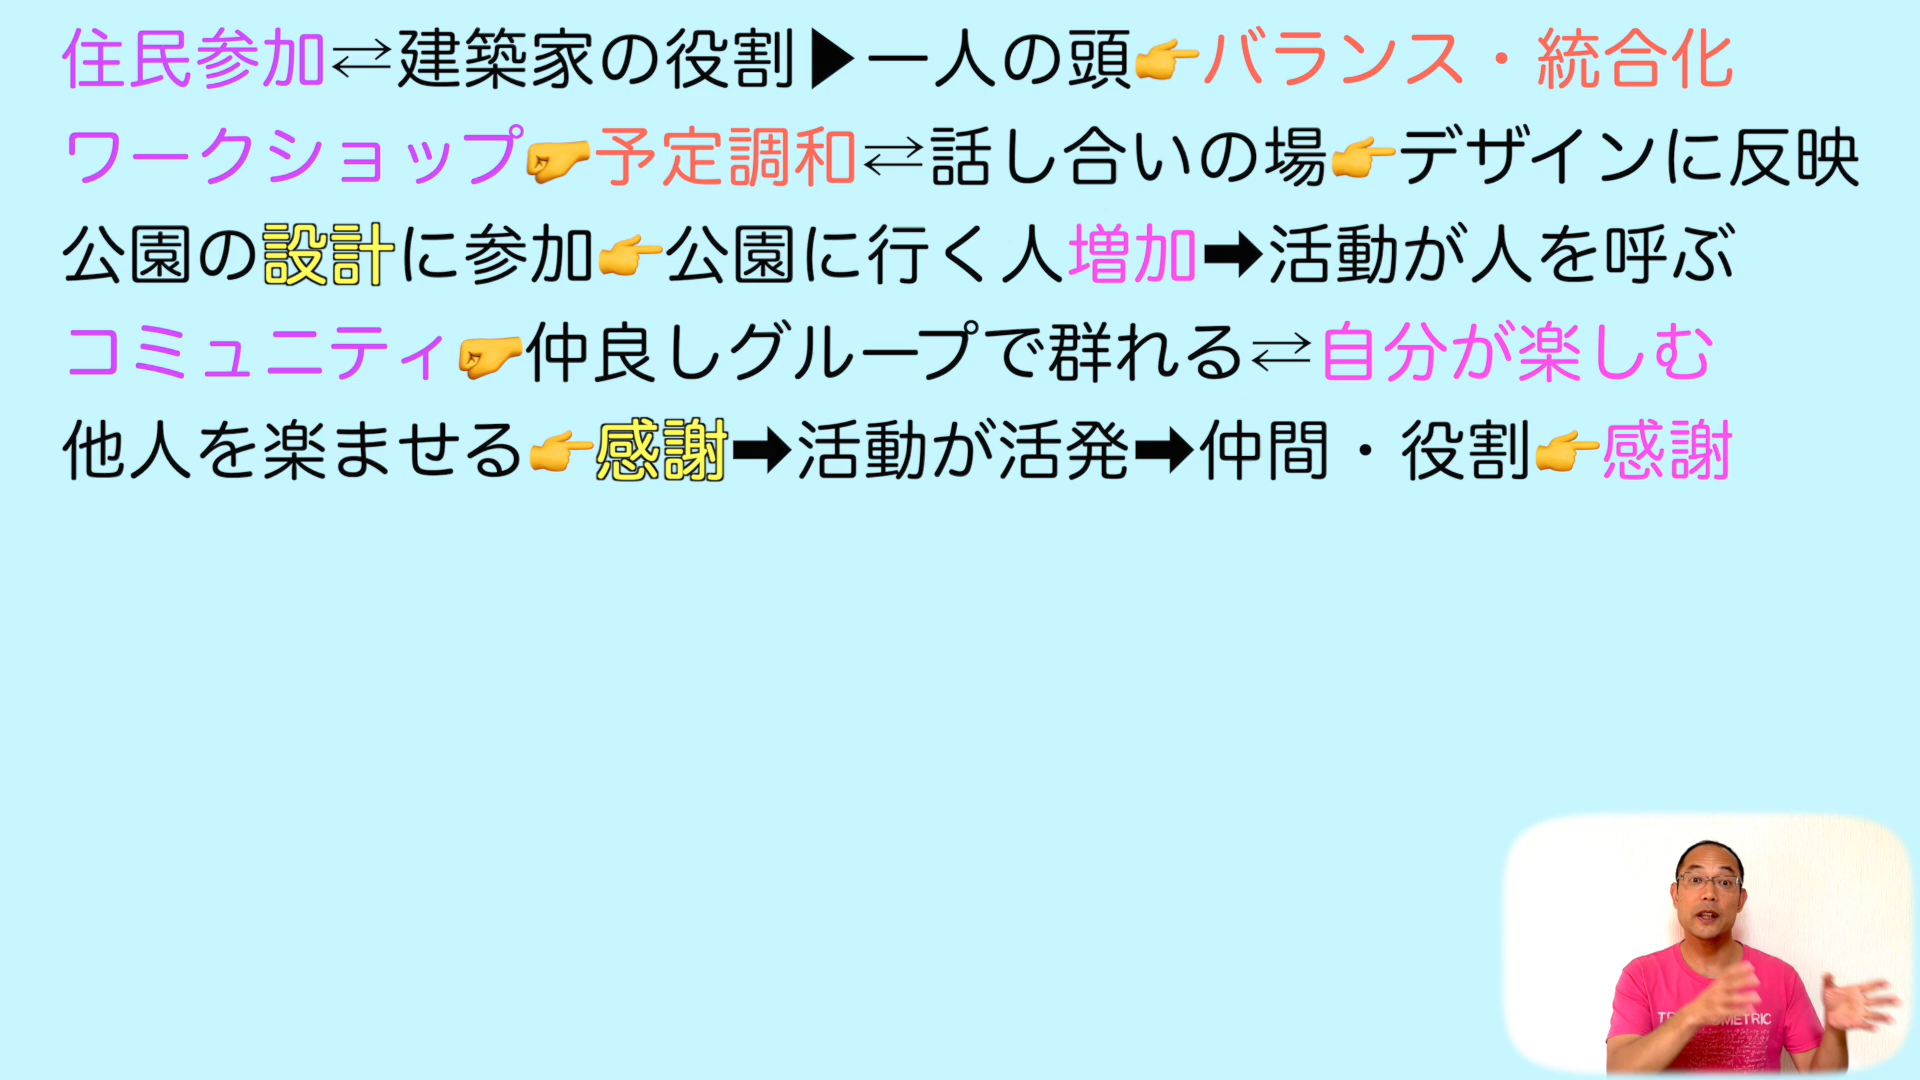 住民参加⇄建築家の役割▶一人の頭👉バランス・統合化
ワークショップ🤛予定調和⇄話し合いの場👉デザインに反映
公園の設計に参加👉公園に行く人増加➡活動が人を呼ぶ
コミュニティ🤛仲良しグループで群れる⇄自分が楽しむ
他人を楽ませる👉感謝➡活動が活発➡仲間・役割👉感謝